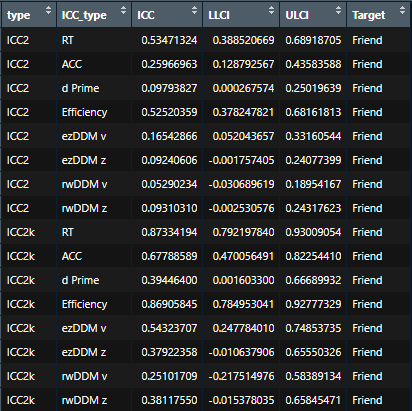 type ICC_type ICC LLCI ULCI Target
ICC2 RT 0.53471324 0.388520669 0.68918705 Friend
ICC2 ACC 0.25966963 0.128792567 0.43583588 Friend
ICC2 d Prime 0.09793827 0.000267574 0.25019639 Friend
ICC2 Efficiency 0.52520359 0.378247821 0.68161813 Friend
ICC2 ezDDM v 0.16542866 0.052043657 0.33160544 Friend
ICC2 ezDDM z 0.09240606 -0.001757405 0.24077399 Friend
ICC2 rwDDM v 0.05290234 -0.030689619 0.18954167 Friend
ICC2 rwDDM z 0.09310310 -0.002530576 0.24317623 Friend
ICC2k RT 0.87334194 0.792197840 0.93009054 Friend
ICC2k ACC 0.67788589 0.470056491 0.82254410 Friend
ICC2k d Prime 0.39446400 0.001603300 0.66689932 Friend
ICC2k Efficiency 0.86905845 0.784953041 0.92777329 Friend
ICC2k ezDDM v 0.54323707 0.247784010 0.74853735 Friend
ICC2k ezDDM z 0.37922358 -0.010637906 0.65550326 Friend
ICC2k rwDDM v 0.25101709 -0.217514976 0.58389134 Friend
ICC2k rwDDM z 0.38117550 -0.015378035 0.65845471 Friend